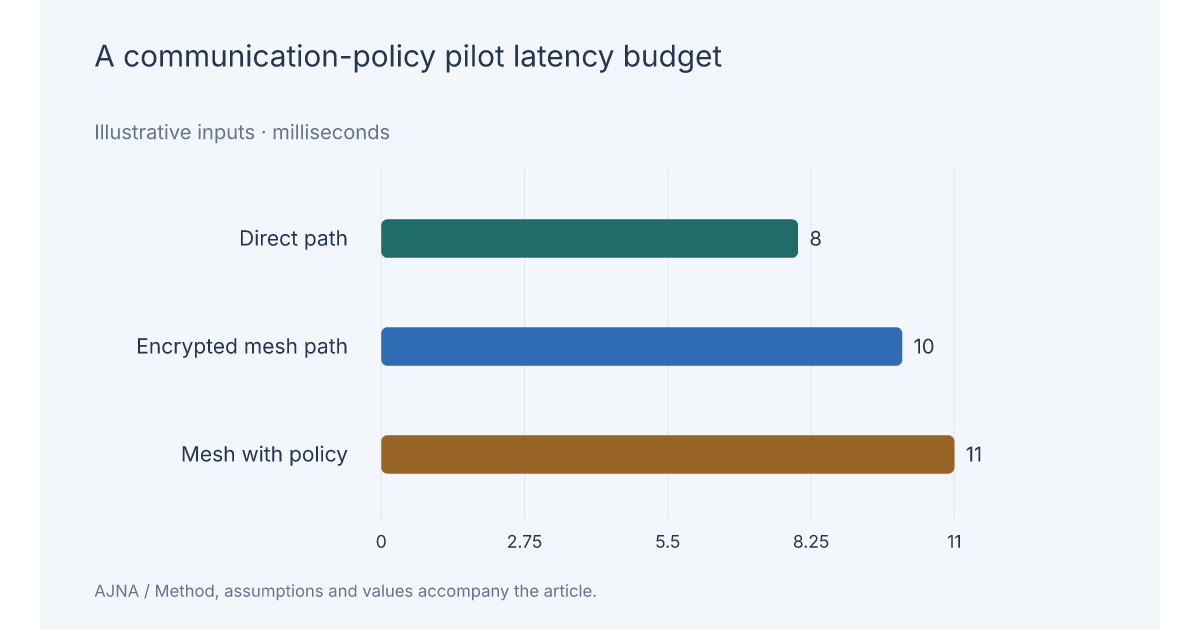 A communication-policy pilot latency budget
Illustrative inputs · milliseconds
Direct path 8
Encrypted mesh path 10
Mesh with policy 11
0 2.75 5.5 8.25 11
AJNA / Method, assumptions and values accompany the article.